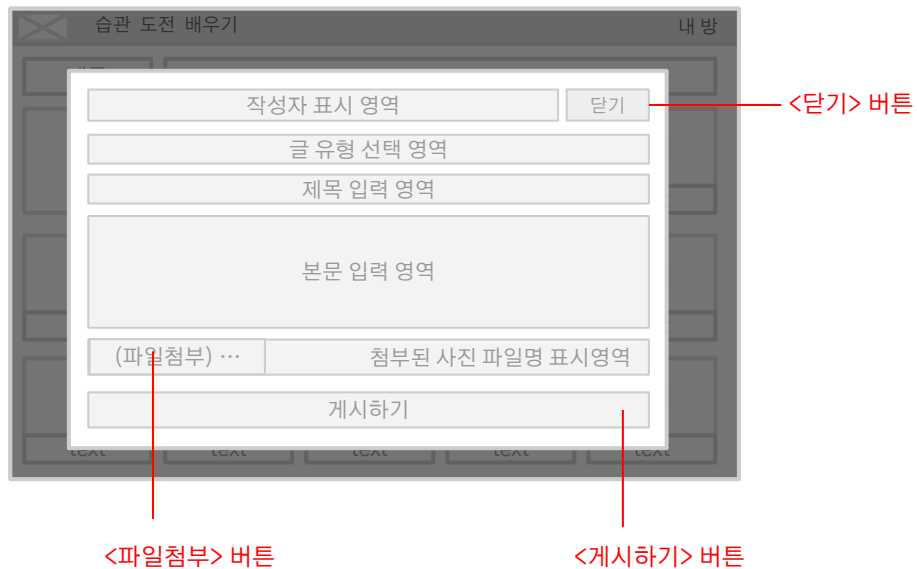 습관 도전 배우기 내 방
작성자 표시 영역 닫기
<닫기> 버튼
글 유형 선택 영역
제목 입력 영역
본문 입력 영역
(파일첨부) … 첨부된 사진 파일명 표시영역
게시하기
text text text text text
<파일첨부> 버튼 <게시하기> 버튼